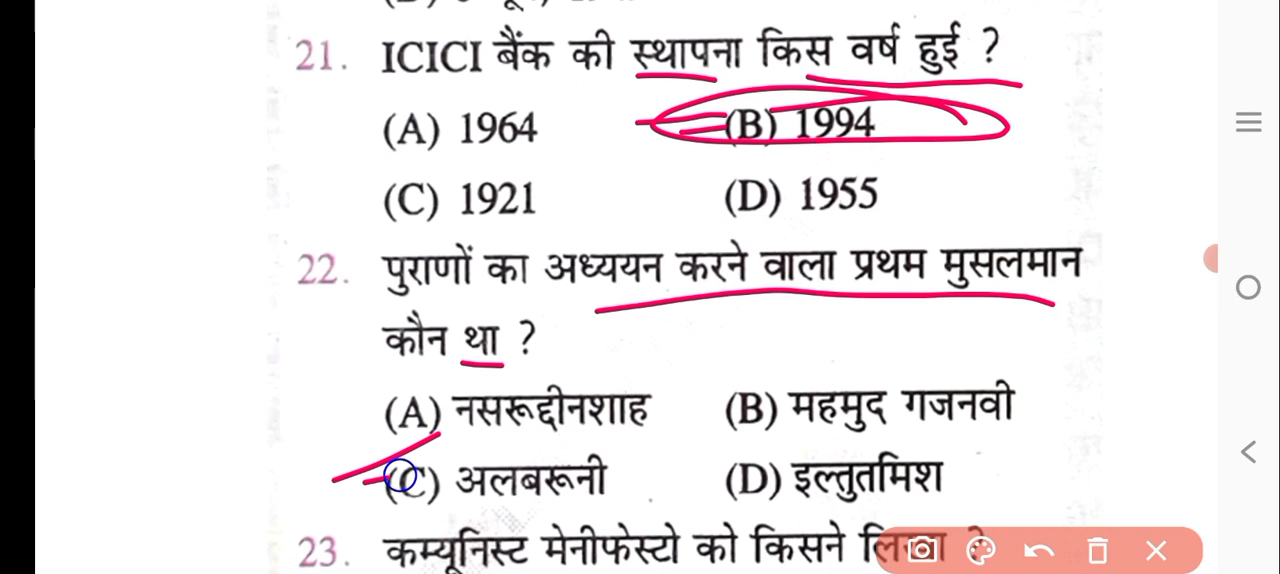 21. ICICI बैंक की स्थापना किस वर्ष हुई ?
(A) 1964 (B) 1994
(C) 1921 (D) 1955
22. पुराणों का अध्ययन करने वाला प्रथम मुसलमान
कौन था ?
(A) नसरूद्दीनशाह (B) महमुद गजनवी
(C) अलबरूनी (D) इल्तुतमिश
23. कम्यूनिस्ट मेनीफेस्टो को किसने लिखा ?